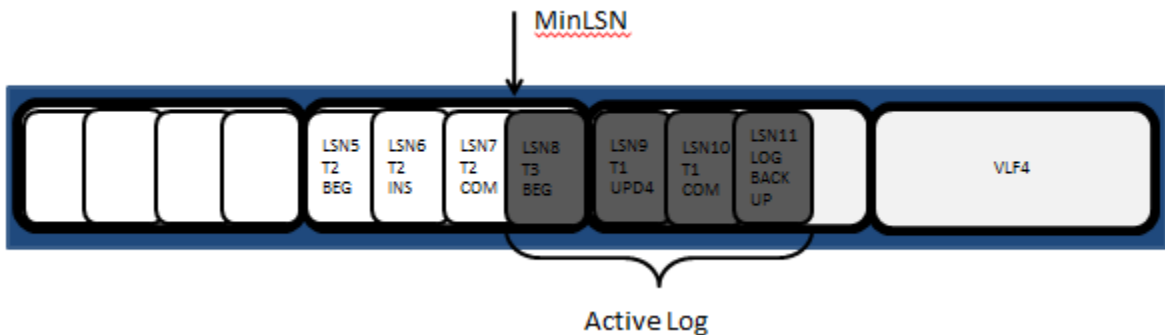 MinLSN
LSN5
T2
BEG
LSN6
T2
INS
LSN7
T2
COM
LSN8
T3
BEG
LSN9
T1
UPD4
LSN10
T1
COM
LSN11
LOG
BACK
UP
VLF4
Active Log